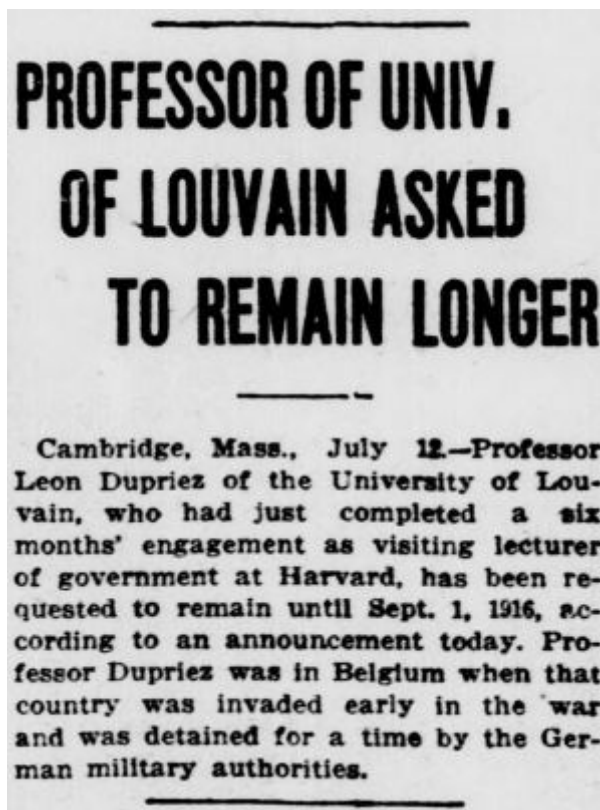 PROFESSOR OF UNIV.
OF LOUVAIN ASKED
TO REMAIN LONGER
Cambridge, Mass., July 12.—Professor
Leon Dupriez of the University of Lou-
vain, who had just completed a six
months' engagement as visiting lecturer
of government at Harvard, has been re-
quested to remain until Sept. 1, 1916, ac-
cording to an announcement today. Pro-
fessor Dupriez was in Belgium when that
country was invaded early in the war
and was detained for a time by the Ger-
man military authorities.